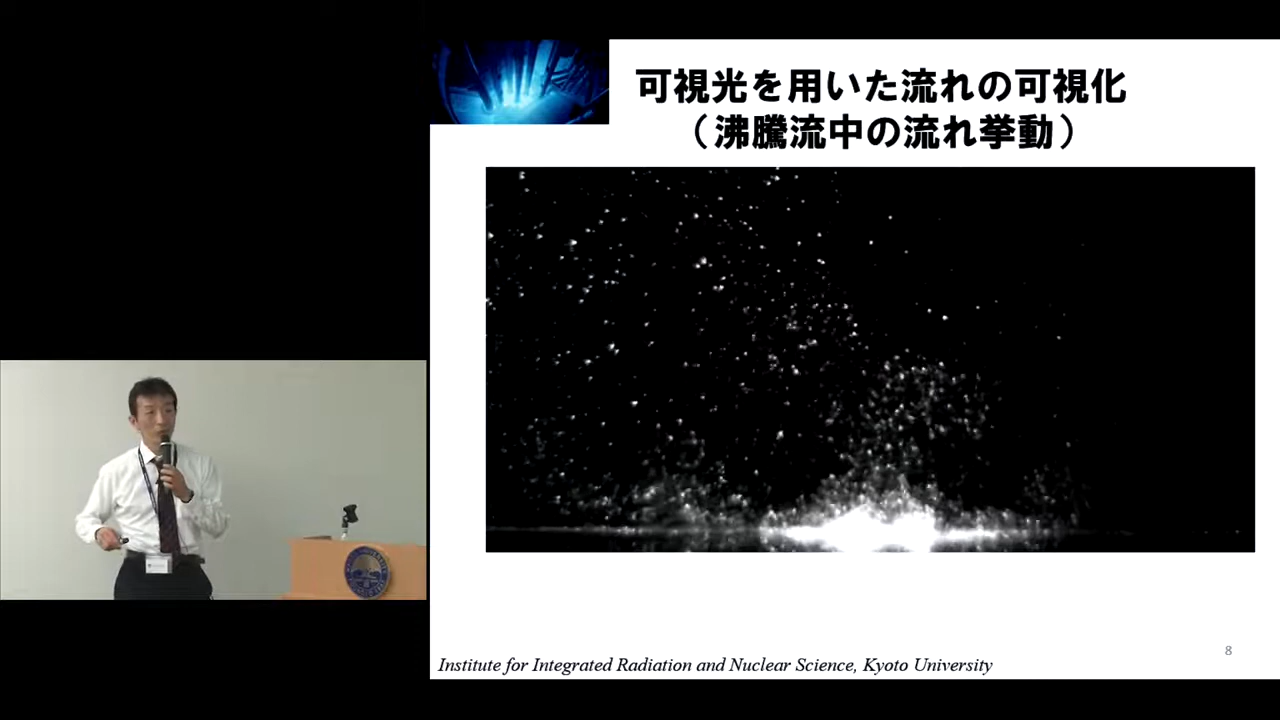 可視光を用いた流れの可視化
（沸騰流中の流れ挙動）
Institute for Integrated Radiation and Nuclear Science, Kyoto University
8